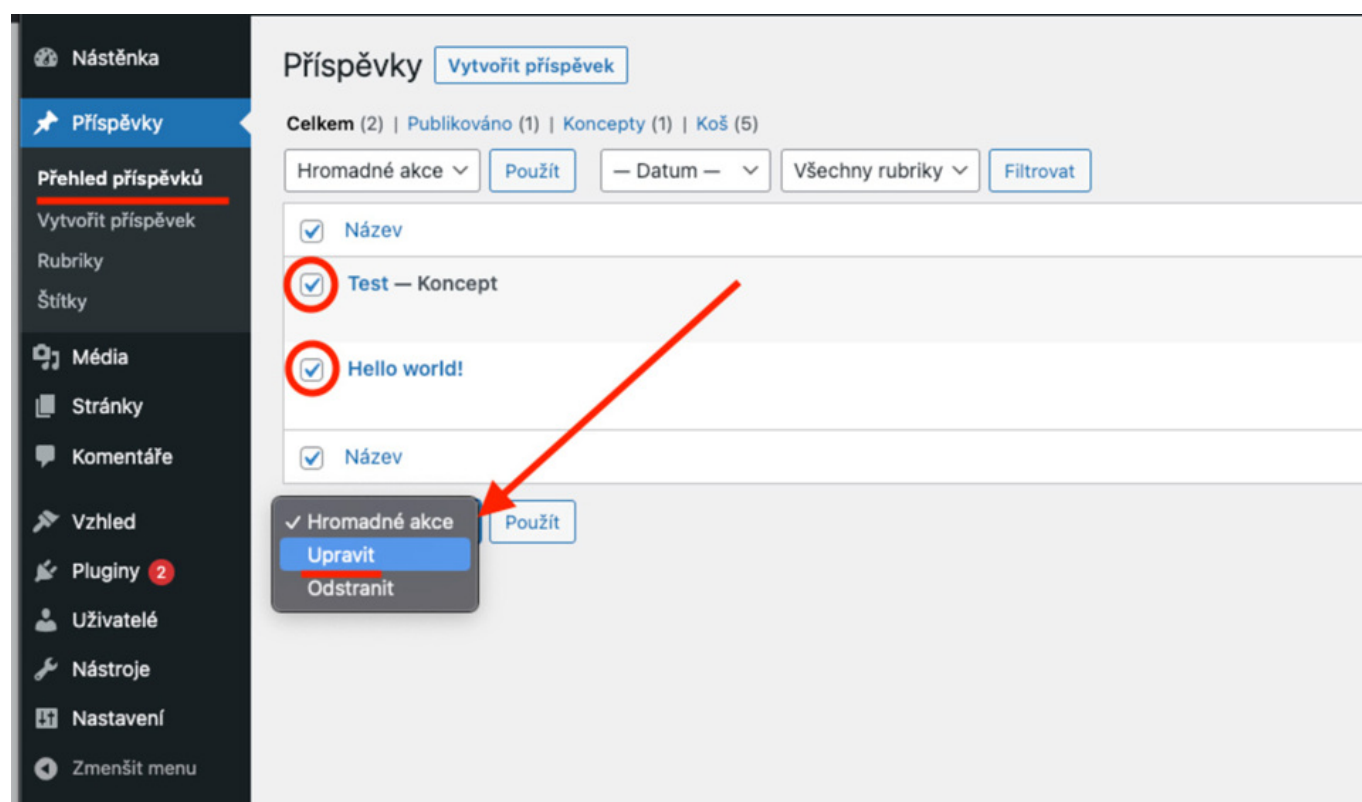 Nástěnka
Příspěvky
Přehled příspěvků
Vytvořit příspěvek
Rubriky
Štítky
Média
Stránky
Komentáře
Vzhled
Pluginy 2
Uživatelé
Nástroje
Nastavení
Zmenšit menu
Příspěvky Vytvořit příspěvek
Celkem (2) | Publikováno (1) | Koncepty (1) | Koš (5)
Hromadné akce Použít — Datum — Všechny rubriky Filtrovat
Název
Test — Koncept
Hello world!
Název
Hromadné akce Použít
Upravit
Odstranit